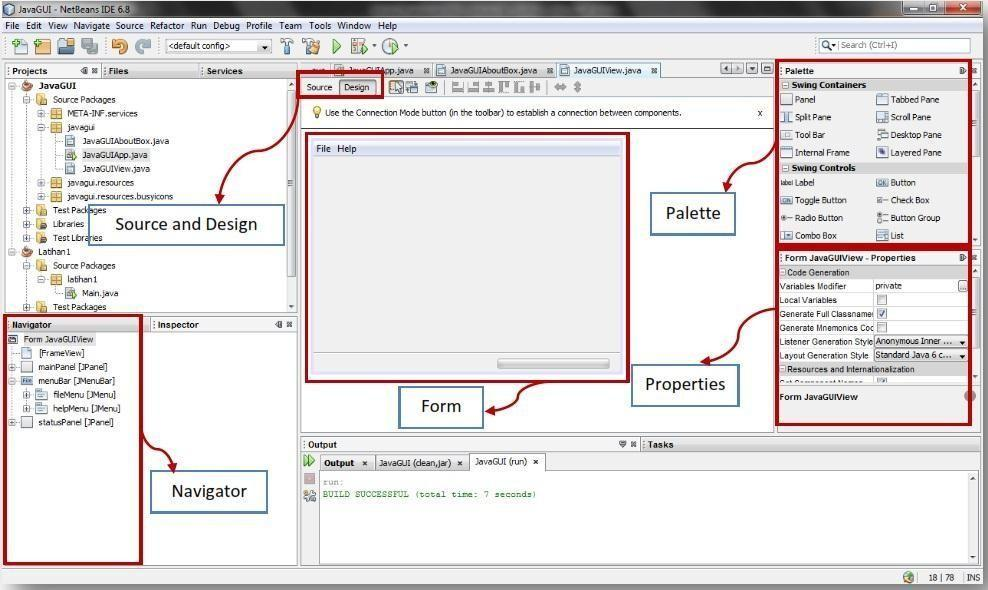 JavaGUI - NetBeans IDE 6.8
File Edit View Navigate Source Refactor Run Debug Profile Team Tools Window Help
<default config>
Search (Ctrl+I)
Projects
Files
Services
JavaGUI
Source Packages
META-INF.services
javagui
JavaGUIAboutBox.java
JavaGUIApp.java
JavaGUIView.java
javagui.resources
javagui.resources.busyicons
Test Packages
Libraries
Test Libraries
Latihan1
Source Packages
latihan1
Main.java
Test Packages
Source and Design
Navigator
Inspector
Form JavaGUIView
[FrameView]
mainPanel [JPanel]
menuBar [JMenuBar]
fileMenu [JMenu]
helpMenu [JMenu]
statusPanel [JPanel]
Navigator
App.java
JavaGUIAboutBox.java
JavaGUIView.java
Source
Design
Use the Connection Mode button (in the toolbar) to establish a connection between components.
x
File Help
Form
Palette
Properties
Palette
Swing Containers
Panel
Tabbed Pane
Split Pane
Scroll Pane
Tool Bar
Desktop Pane
Internal Frame
Layered Pane
Swing Controls
label Label
OK Button
Toggle Button
Check Box
Radio Button
Button Group
Combo Box
List
Form JavaGUIView - Properties
Code Generation
Variables Modifier private ...
Local Variables
Generate Full Classname
Generate Mnemonics Coc
Listener Generation Style Anonymous Inner ...
Layout Generation Style Standard Java 6 c...
Resources and Internationalization
Form JavaGUIView
Output
Tasks
Output x
JavaGUI (clean,jar) x
JavaGUI (run) x
run:
BUILD SUCCESSFUL (total time: 7 seconds)
18 | 78 INS